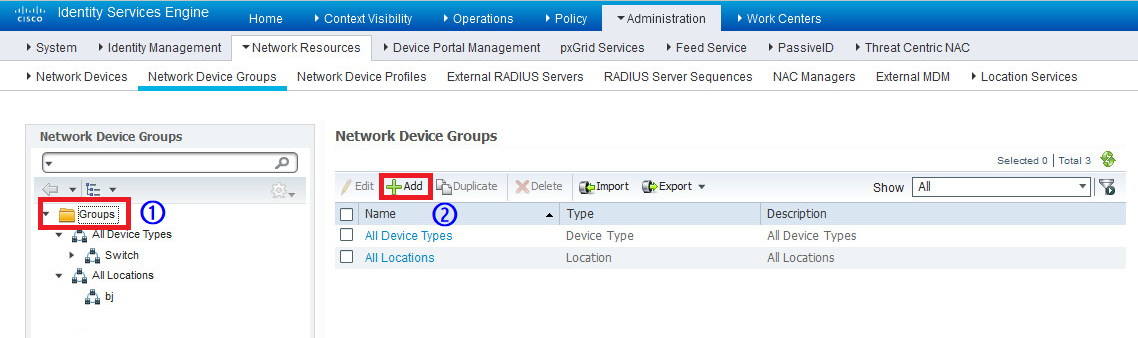 cisco Identity Services Engine Home Context Visibility Operations Policy Administration Work Centers
System Identity Management Network Resources Device Portal Management pxGrid Services Feed Service PassiveID Threat Centric NAC
Network Devices Network Device Groups Network Device Profiles External RADIUS Servers RADIUS Server Sequences NAC Managers External MDM Location Services
Network Device Groups
Groups ①
All Device Types
Switch
All Locations
bj
Network Device Groups
Selected 0 | Total 3
Edit Add Duplicate Delete Import Export Show All
②
Name Type Description
All Device Types Device Type All Device Types
All Locations Location All Locations